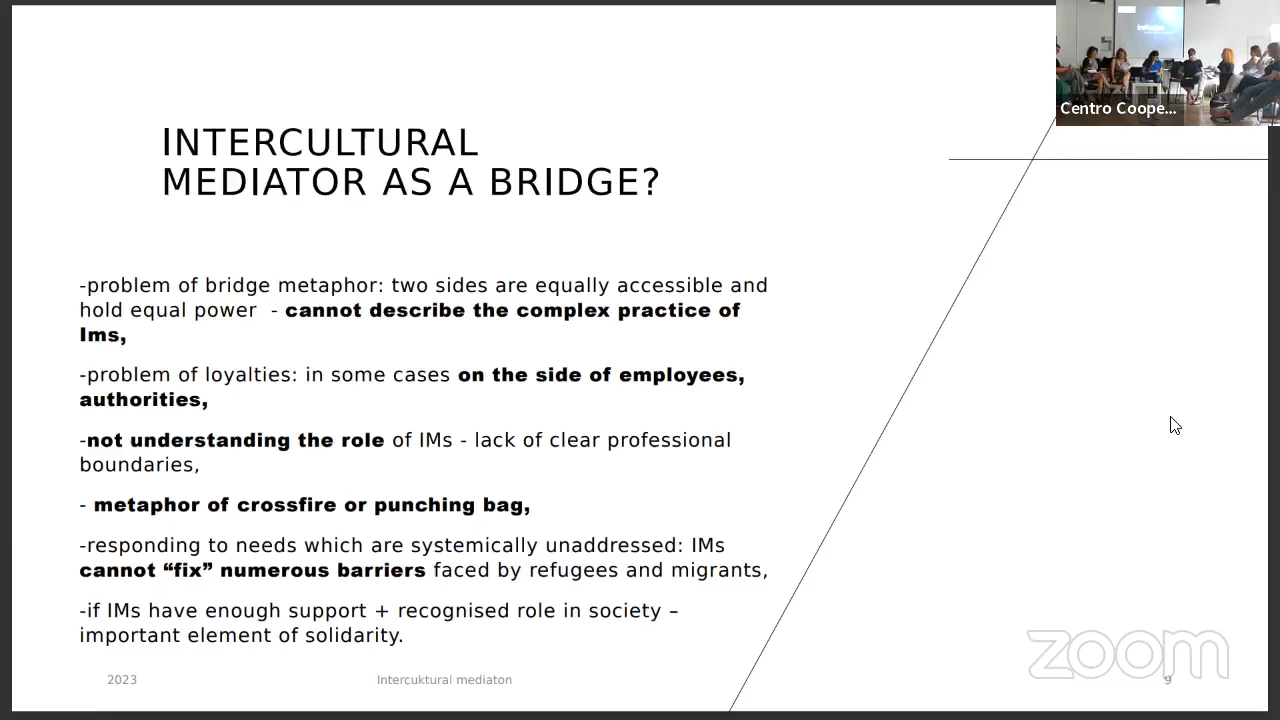 Centro Coope...
INTERCULTURAL
MEDIATOR AS A BRIDGE?
-problem of bridge metaphor: two sides are equally accessible and
hold equal power  - cannot describe the complex practice of
Ims,
-problem of loyalties: in some cases on the side of employees,
authorities,
-not understanding the role of IMs - lack of clear professional
boundaries,
- metaphor of crossfire or punching bag,
-responding to needs which are systemically unaddressed: IMs
cannot “fix” numerous barriers faced by refugees and migrants,
-if IMs have enough support + recognised role in society –
important element of solidarity.
2023
Intercuktural mediaton
9
zoom